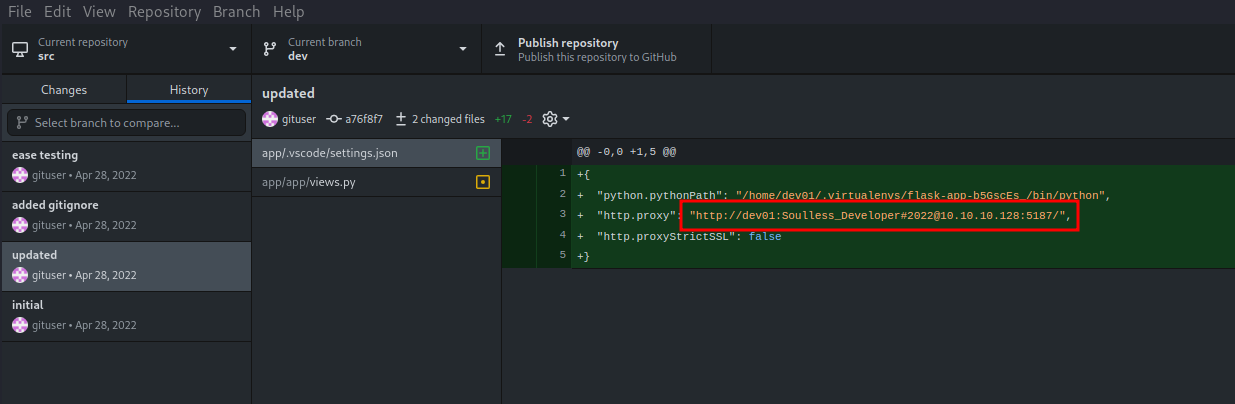 File Edit View Repository Branch Help
Current repository
src
Current branch
dev
Publish repository
Publish this repository to GitHub
Changes History
Select branch to compare...
ease testing
gituser • Apr 28, 2022
added gitignore
gituser • Apr 28, 2022
updated
gituser • Apr 28, 2022
initial
gituser • Apr 28, 2022
updated
gituser a76f8f7 2 changed files +17 -2
app/.vscode/settings.json
app/app/views.py
@@ -0,0 +1,5 @@
1 +{
2 + "python.pythonPath": "/home/dev01/.virtualenvs/flask-app-b5GscEs_/bin/python",
3 + "http.proxy": "http://dev01:Soulless_Developer#2022@10.10.10.128:5187/",
4 + "http.proxyStrictSSL": false
5 +}